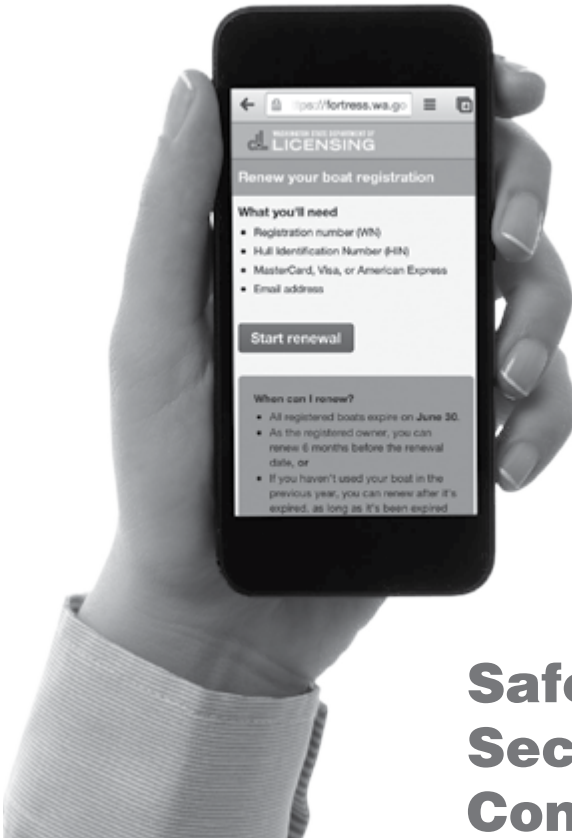 tps://fortress.wa.go
WASHINGTON STATE DEPARTMENT OF
LICENSING
Renew your boat registration
What you'll need
• Registration number (WN)
• Hull Identification Number (HIN)
• MasterCard, Visa, or American Express
• Email address
Start renewal
When can I renew?
• All registered boats expire on June 30.
• As the registered owner, you can
renew 6 months before the renewal
date, or
• If you haven't used your boat in the
previous year, you can renew after it's
expired, as long as it's been expired
Safe
Sec
Con